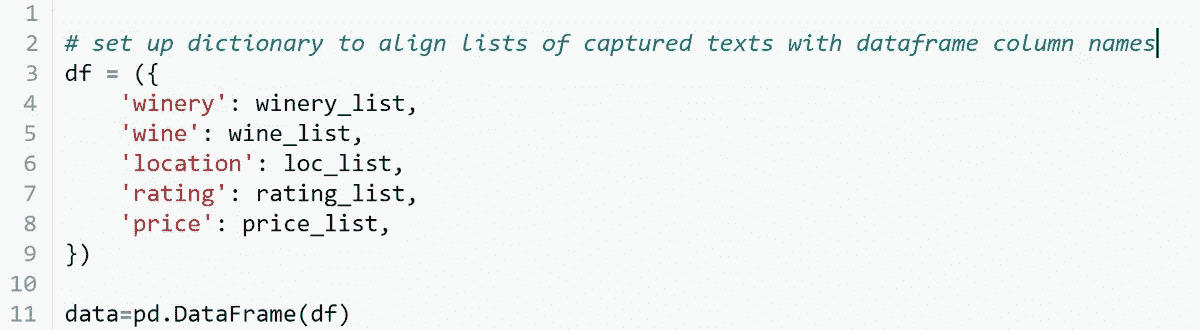 1
2 # set up dictionary to align lists of captured texts with dataframe column names
3 df = ({
4     'winery': winery_list,
5     'wine': wine_list,
6     'location': loc_list,
7     'rating': rating_list,
8     'price': price_list,
9 })
10
11 data=pd.DataFrame(df)